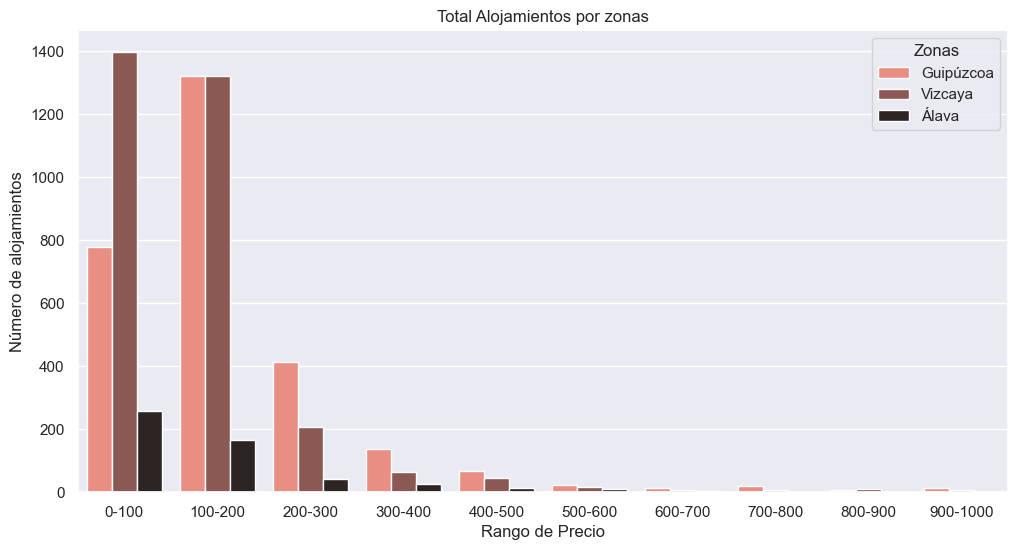 Total Alojamientos por zonas
Número de alojamientos
1400
1200
1000
800
600
400
200
0
Zonas
Guipúzcoa
Vizcaya
Álava
0-100 100-200 200-300 300-400 400-500 500-600 600-700 700-800 800-900 900-1000
Rango de Precio